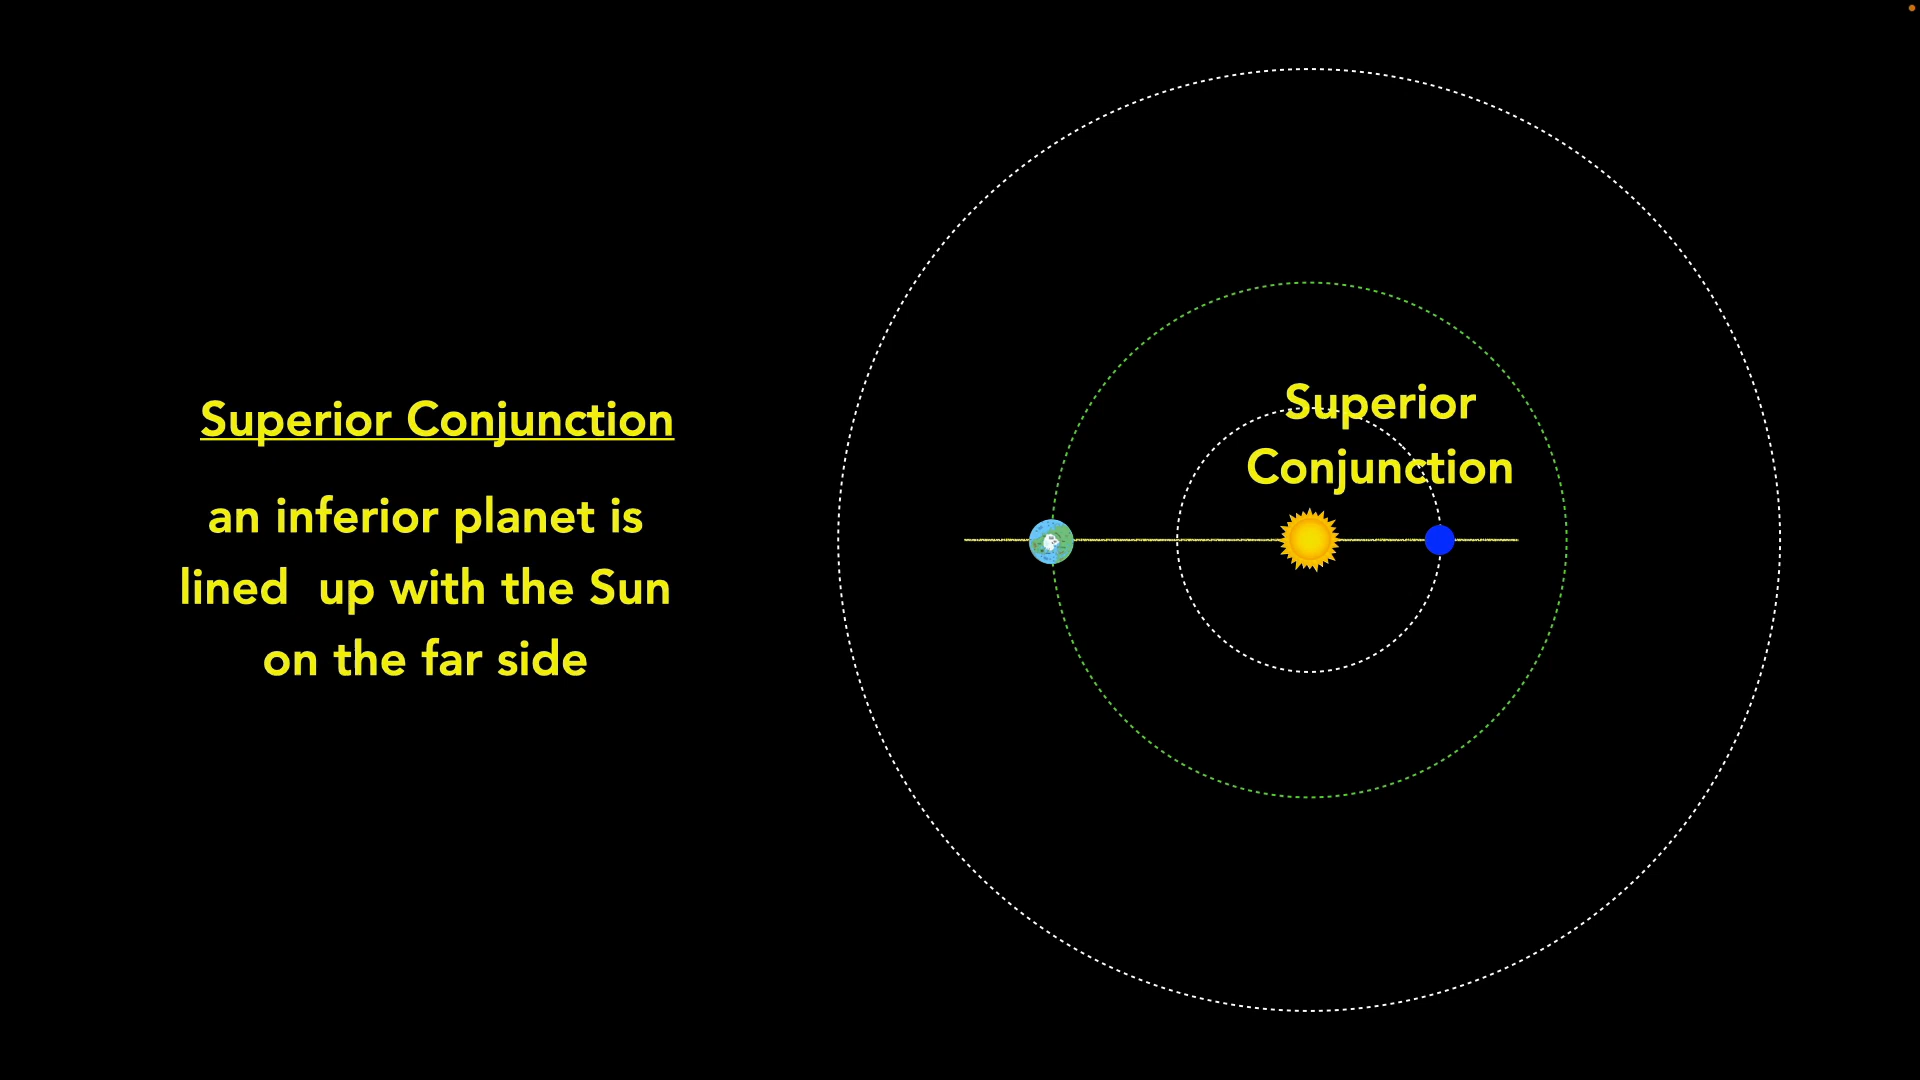 Superior Conjunction
an inferior planet is
lined  up with the Sun
on the far side
Superior
Conjunction